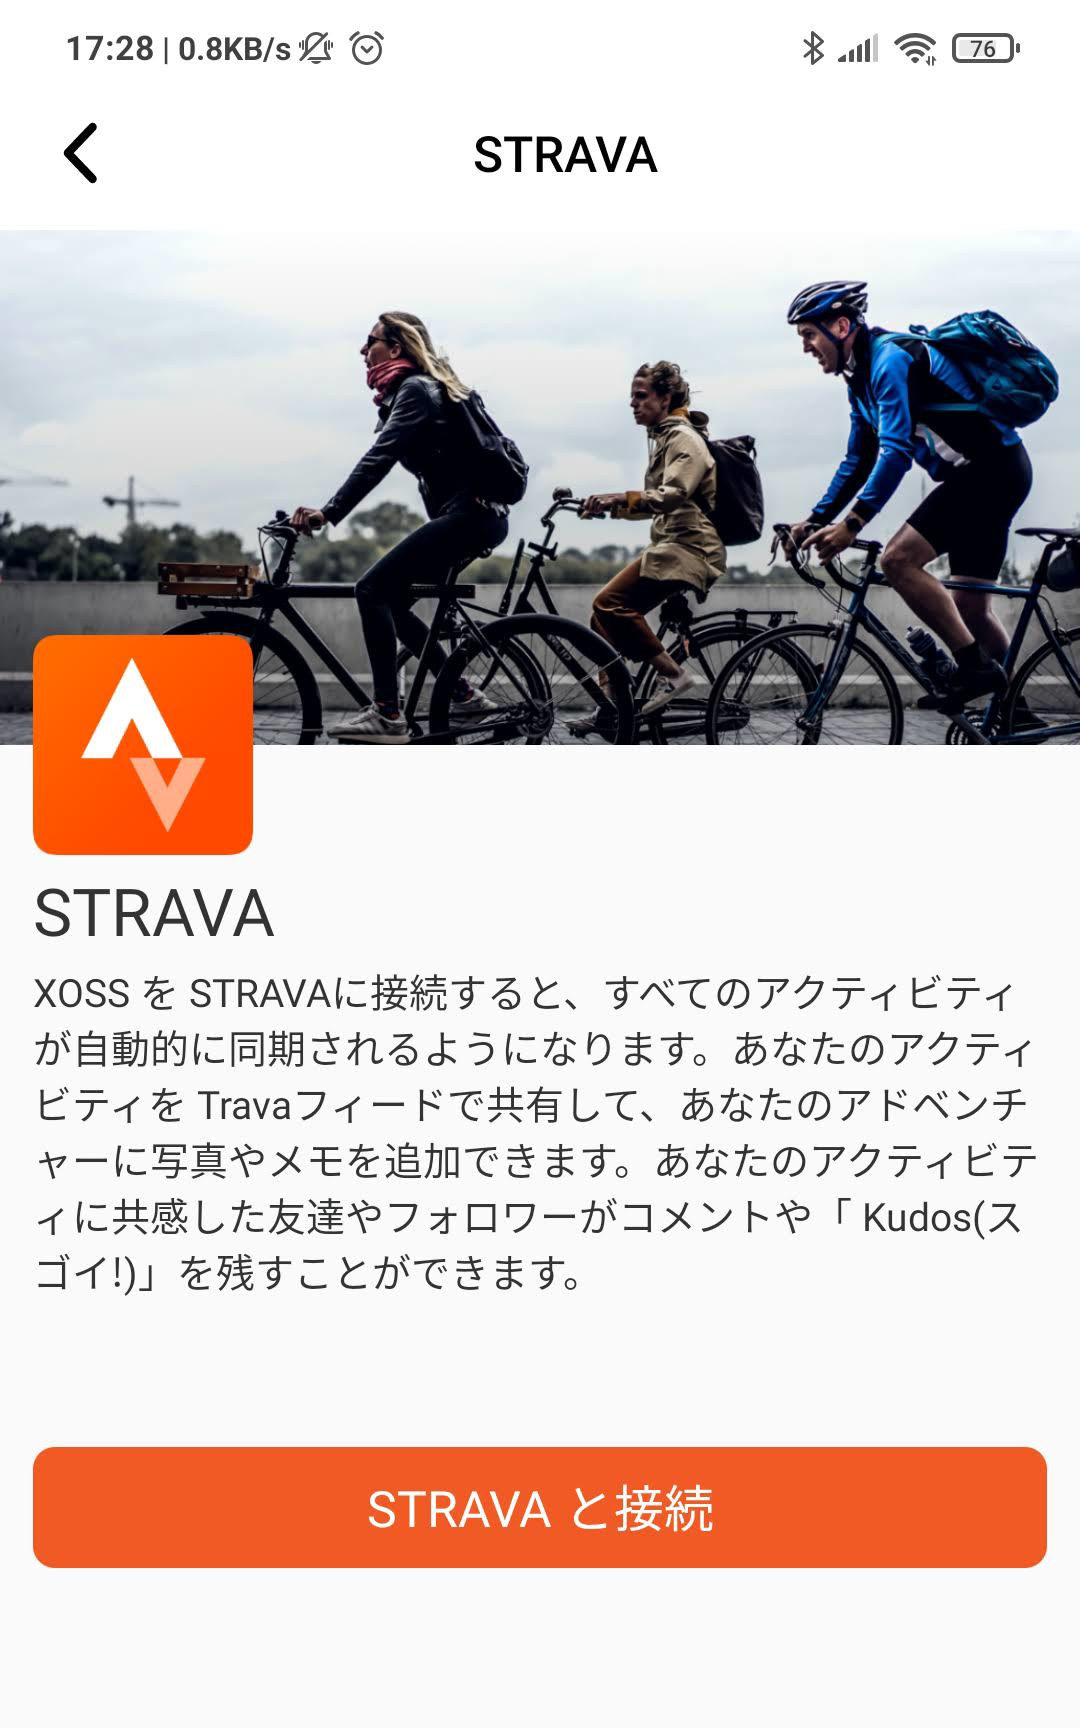 17:28 | 0.8KB/s
76
STRAVA
STRAVA
XOSS を STRAVAに接続すると、すべてのアクティビティ
が自動的に同期されるようになります。あなたのアクティ
ビティを Travaフィードで共有して、あなたのアドベンチ
ャーに写真やメモを追加できます。あなたのアクティビテ
ィに共感した友達やフォロワーがコメントや「 Kudos(ス
ゴイ!)」を残すことができます。
STRAVA と接続